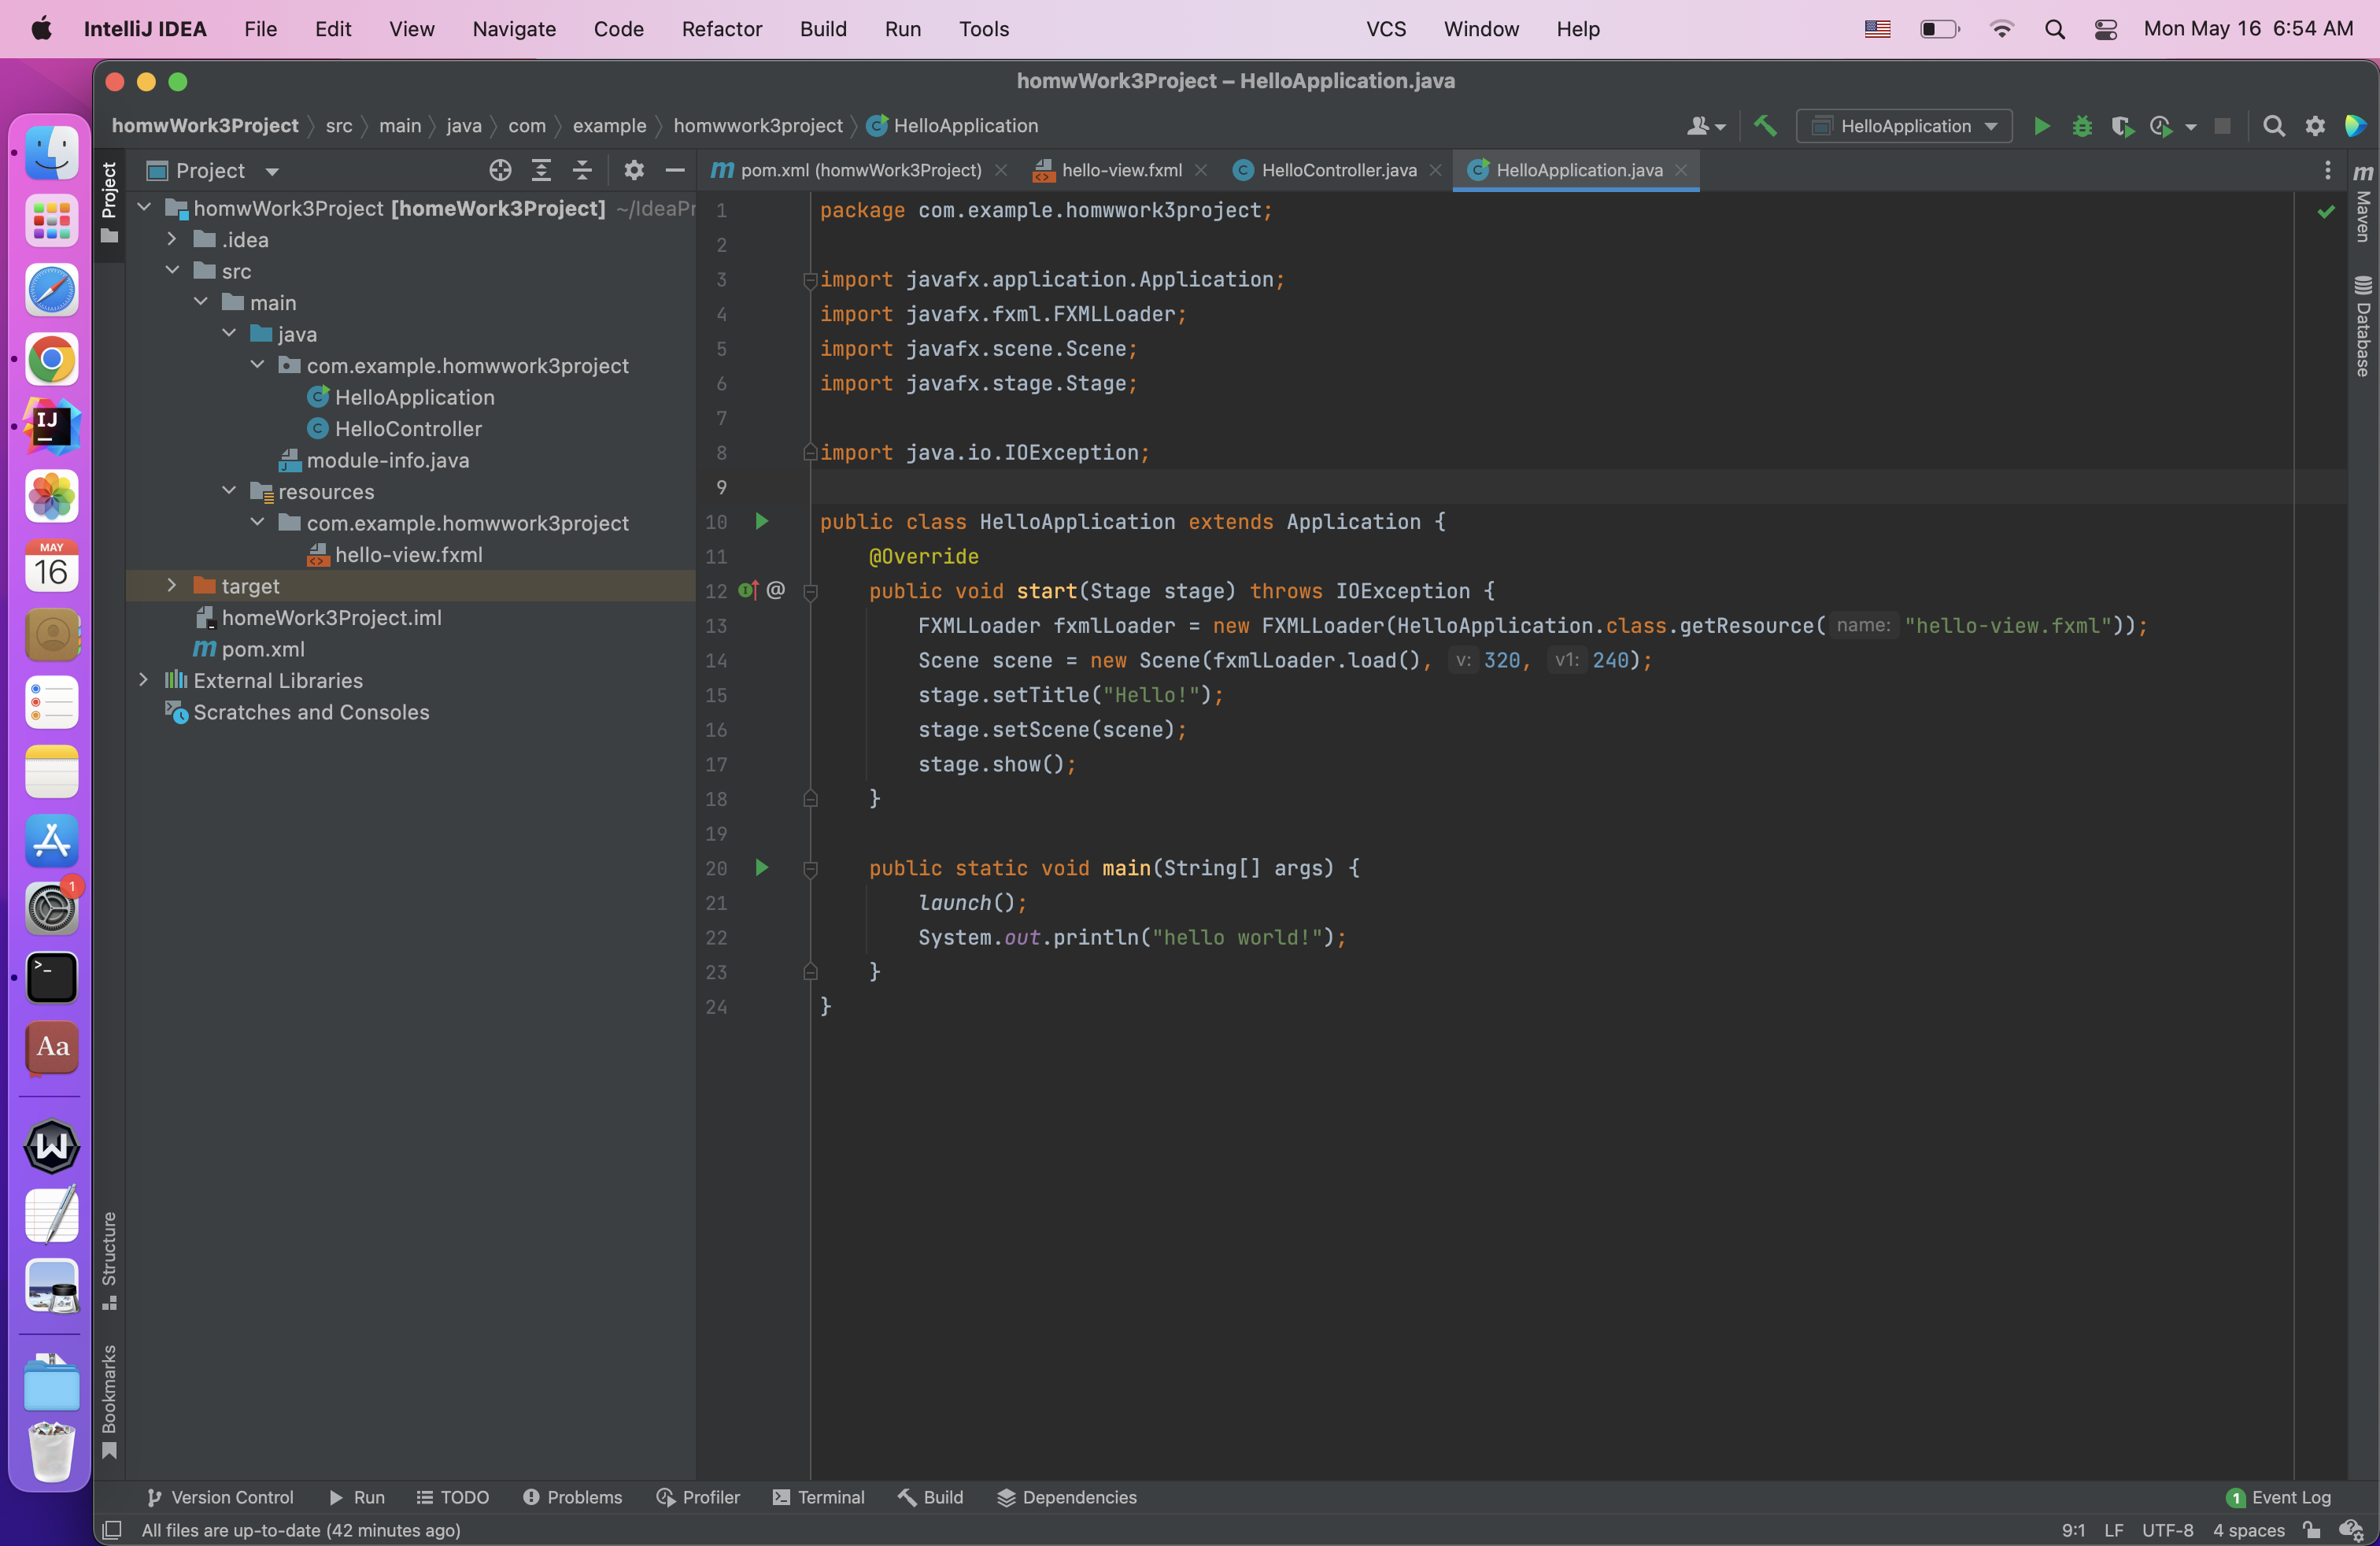 IntelliJ IDEA File Edit View Navigate Code Refactor Build Run Tools VCS Window Help Mon May 16 6:54 AM
homwWork3Project – HelloApplication.java
homwWork3Project src main java com example homwwork3project HelloApplication HelloApplication
Project Project pom.xml (homwWork3Project) hello-view.fxml HelloController.java HelloApplication.java m Maven
homwWork3Project [homeWork3Project] ~/IdeaPr
.idea
src
main
java
com.example.homwwork3project
HelloApplication
HelloController
module-info.java
resources
com.example.homwwork3project
hello-view.fxml
target
homeWork3Project.iml
pom.xml
External Libraries
Scratches and Consoles
1 package com.example.homwwork3project;
2
3 import javafx.application.Application;
4 import javafx.fxml.FXMLLoader;
5 import javafx.scene.Scene;
6 import javafx.stage.Stage;
7
8 import java.io.IOException;
9
10 public class HelloApplication extends Application {
11 @Override
12 @ public void start(Stage stage) throws IOException {
13 FXMLLoader fxmlLoader = new FXMLLoader(HelloApplication.class.getResource( name: "hello-view.fxml"));
14 Scene scene = new Scene(fxmlLoader.load(), v: 320, v1: 240);
15 stage.setTitle("Hello!");
16 stage.setScene(scene);
17 stage.show();
18 }
19
20 public static void main(String[] args) {
21 launch();
22 System.out.println("hello world!");
23 }
24 }
Database
IJ
MAY
16
1
>_
Aa
W
Structure
Bookmarks
Version Control Run TODO Problems Profiler Terminal Build Dependencies 1 Event Log
All files are up-to-date (42 minutes ago) 9:1 LF UTF-8 4 spaces